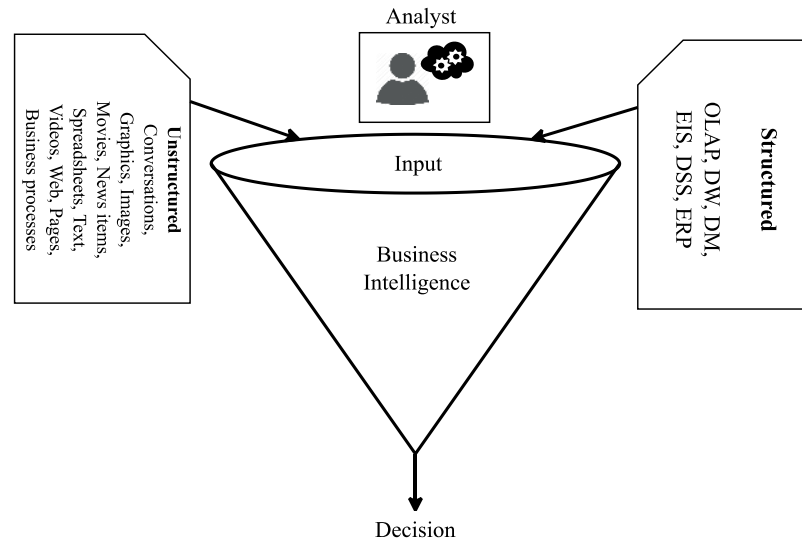 Analyst
Unstructured
Conversations,
Graphics, Images,
Movies, News items,
Spreadsheets, Text,
Videos, Web, Pages,
Business processes
Input
Business
Intelligence
Structured
OLAP, DW, DM,
EIS, DSS, ERP
Decision